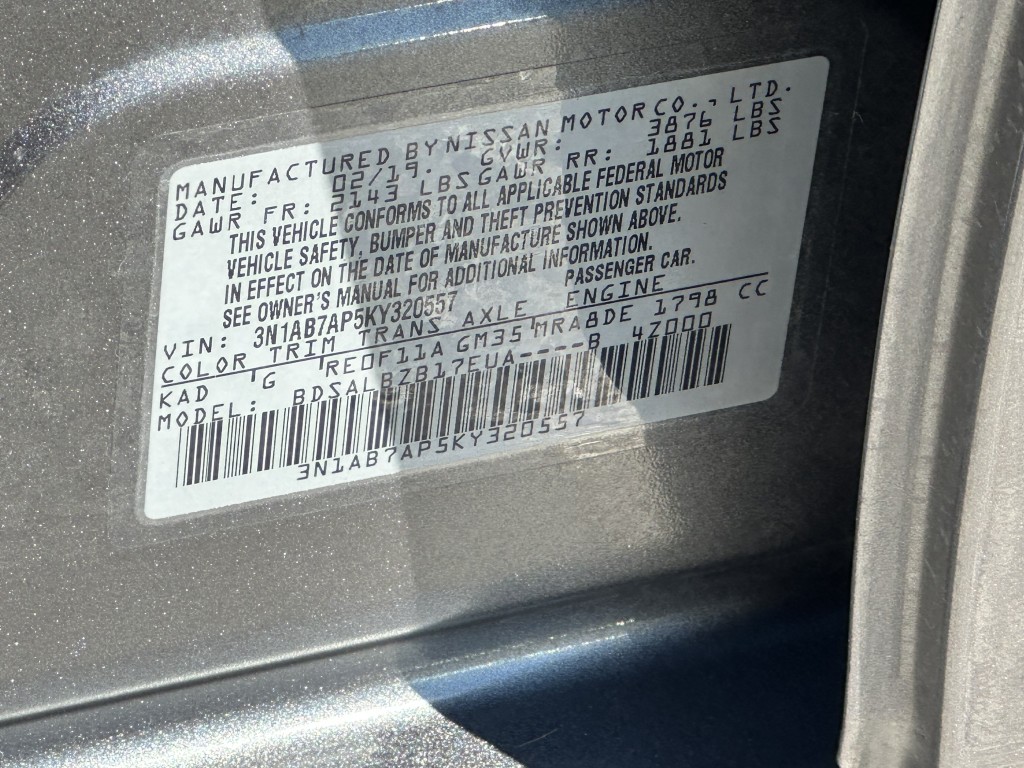 MANUFACTURED BY NISSAN MOTOR CO., LTD.
DATE: 02/19. GVWR: 3876 LBS
GAWR FR: 2143 LBS GAWR RR: 1881 LBS
THIS VEHICLE CONFORMS TO ALL APPLICABLE FEDERAL MOTOR
VEHICLE SAFETY, BUMPER AND THEFT PREVENTION STANDARDS
IN EFFECT ON THE DATE OF MANUFACTURE SHOWN ABOVE.
SEE OWNER'S MANUAL FOR ADDITIONAL INFORMATION.
VIN: 3N1AB7AP5KY320557 PASSENGER CAR.
COLOR TRIM TRANS AXLE ENGINE
KAD G RE0F11A GM35 MRA8DE 1798 CC
MODEL: BDSALBZB17EUA----B 4Z000
3N1AB7AP5KY320557